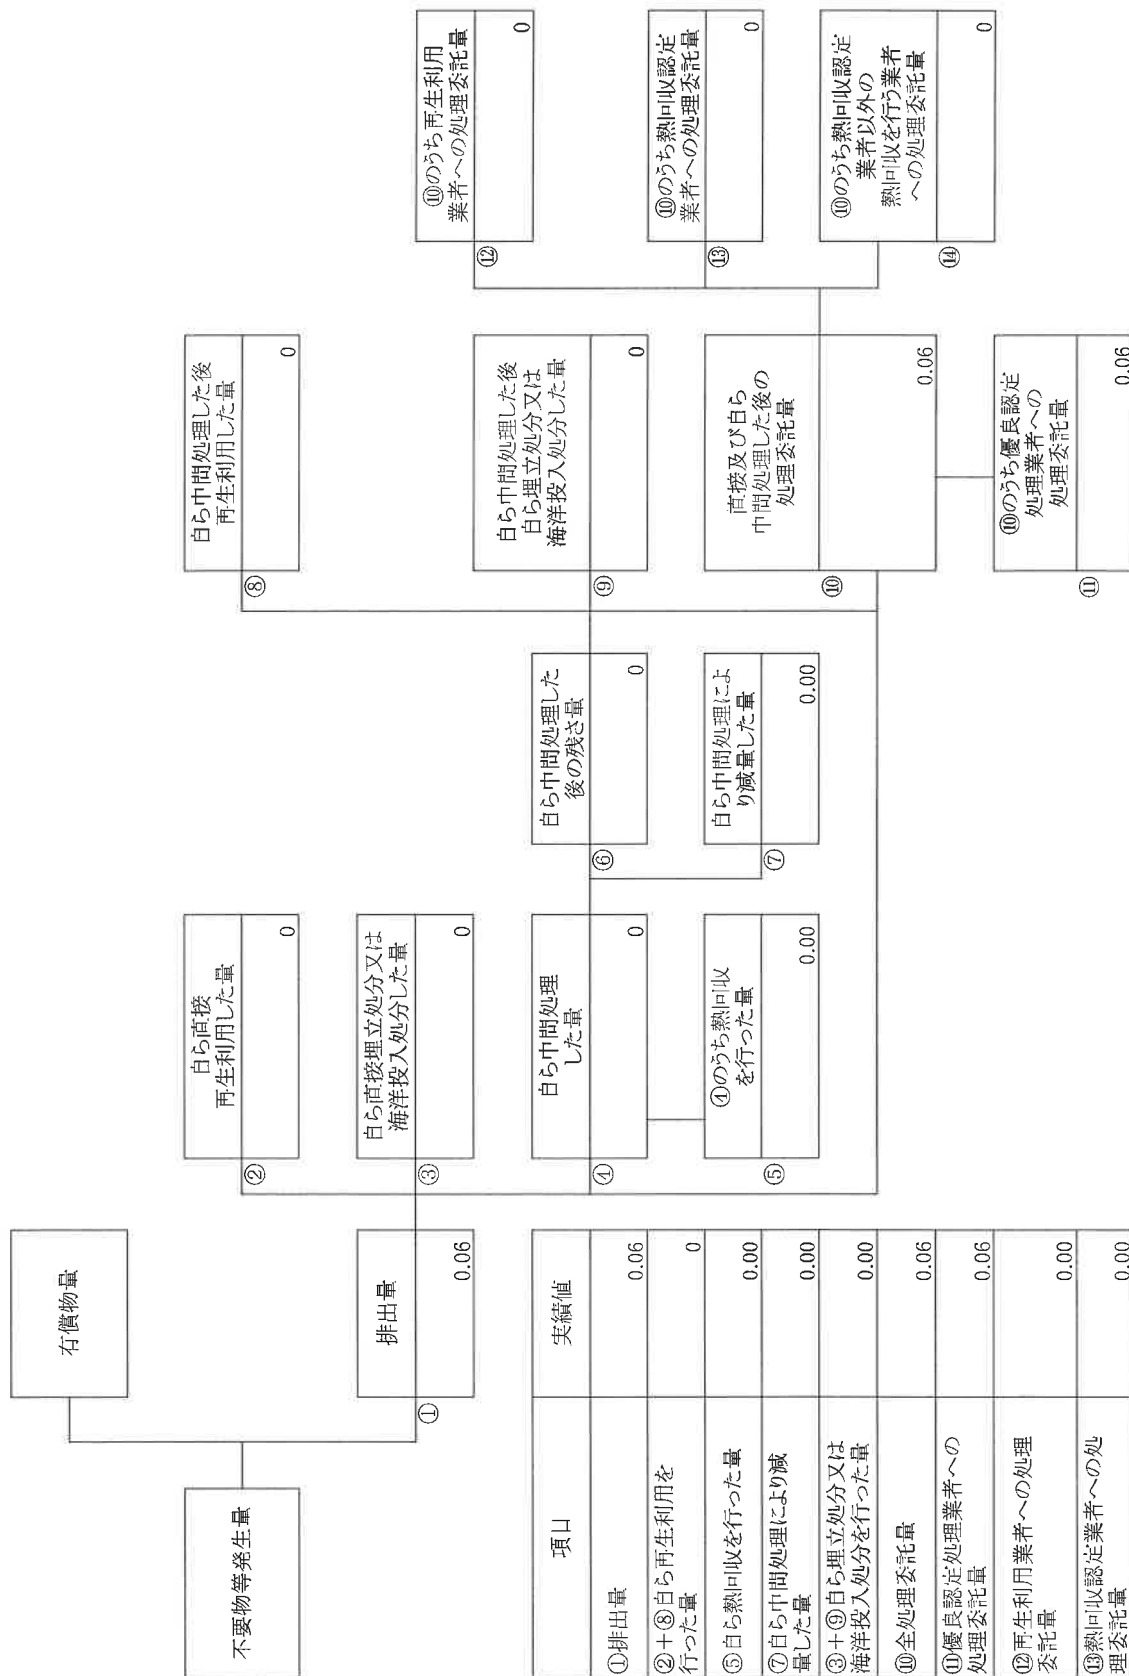 不要物等発生量
有償物量
①
排出量
0.06
②
自ら直接
再生利用した量
0
③
自ら直接埋立処分又は
海洋投入処分した量
0
④
自ら中間処理
した量
0
⑤
④のうち熱回収
を行った量
0.00
⑥
自ら中間処理した
後の残さ量
0
⑦
自ら中間処理によ
り減量した量
0.00
⑧
自ら中間処理した後
再生利用した量
0
⑨
自ら中間処理した後
自ら埋立処分又は
海洋投入処分した量
0
⑩
直接及び自ら
中間処理した後の
処理委託量
0.06
⑪
⑩のうち優良認定
処理業者への
処理委託量
0.06
⑫
⑩のうち再生利用
業者への処理委託量
0
⑬
⑩のうち熱回収認定
業者への処理委託量
0
⑭
⑩のうち熱回収認定
業者以外の
熱回収を行う業者
への処理委託量
0
項目 実績値
①排出量 0.06
②+⑧自ら再生利用を
行った量 0
⑤自ら熱回収を行った量 0.00
⑦自ら中間処理により減
量した量 0.00
③+⑨自ら埋立処分又は
海洋投入処分を行った量 0.00
⑩全処理委託量 0.06
⑪優良認定処理業者への
処理委託量 0.06
⑫再生利用業者への処理
委託量 0.00
⑬熱回収認定業者への処
理委託量 0.00